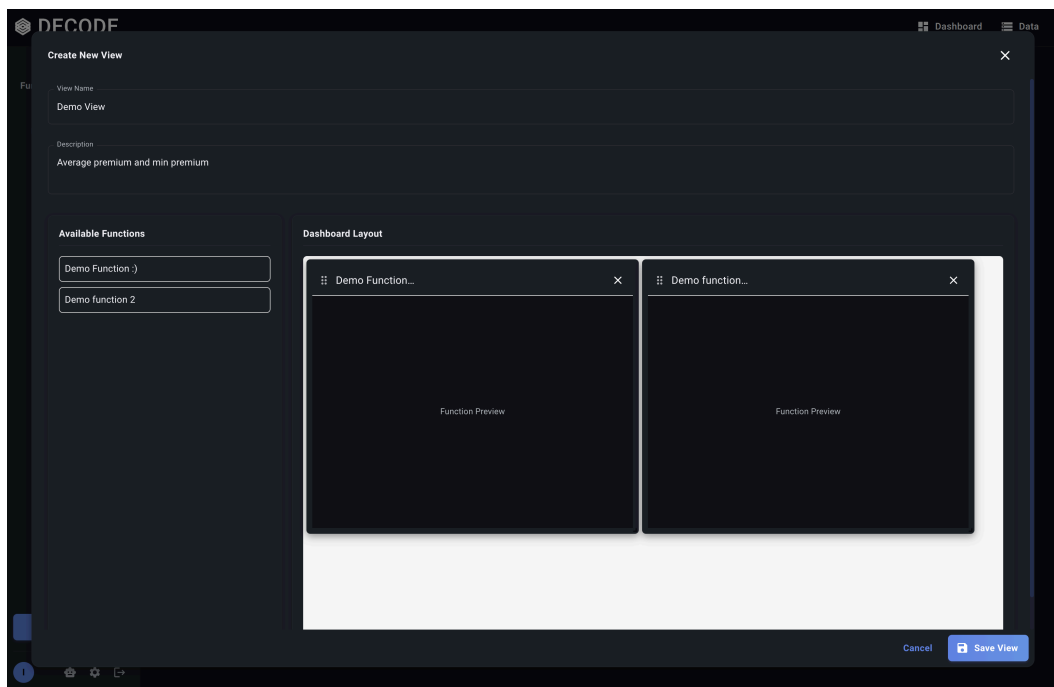 DECODE
Dashboard
Data
Create New View
Fu
View Name
Demo View
Description
Average premium and min premium
Available Functions
Demo Function :)
Demo function 2
Dashboard Layout
Demo Function...
Demo function...
Function Preview
Function Preview
Cancel
Save View
I